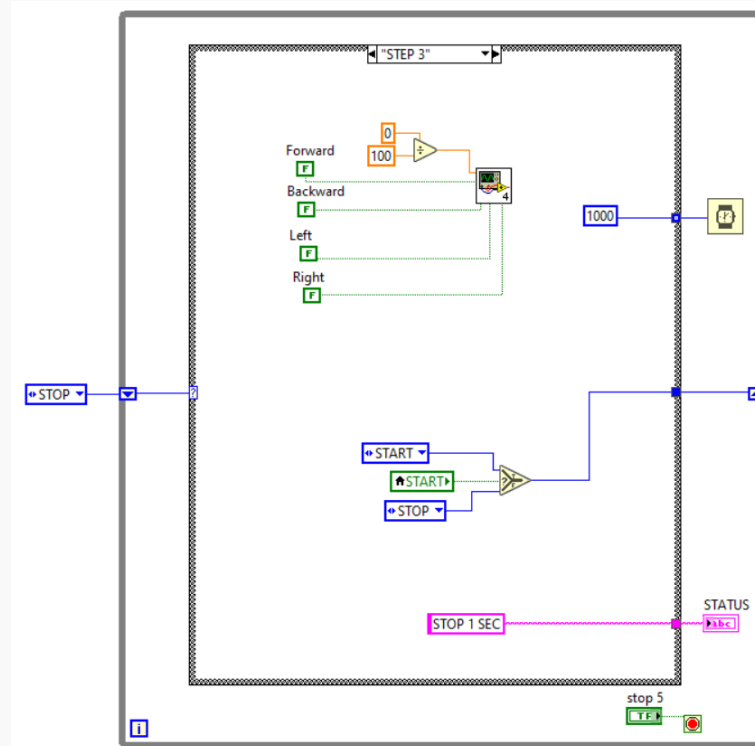 "STEP 3"
0
100
Forward
F
Backward
F
Left
F
Right
F
4
1000
STOP
?
START
START
?
STOP
STOP 1 SEC
STATUS
abc
stop 5
TF
i